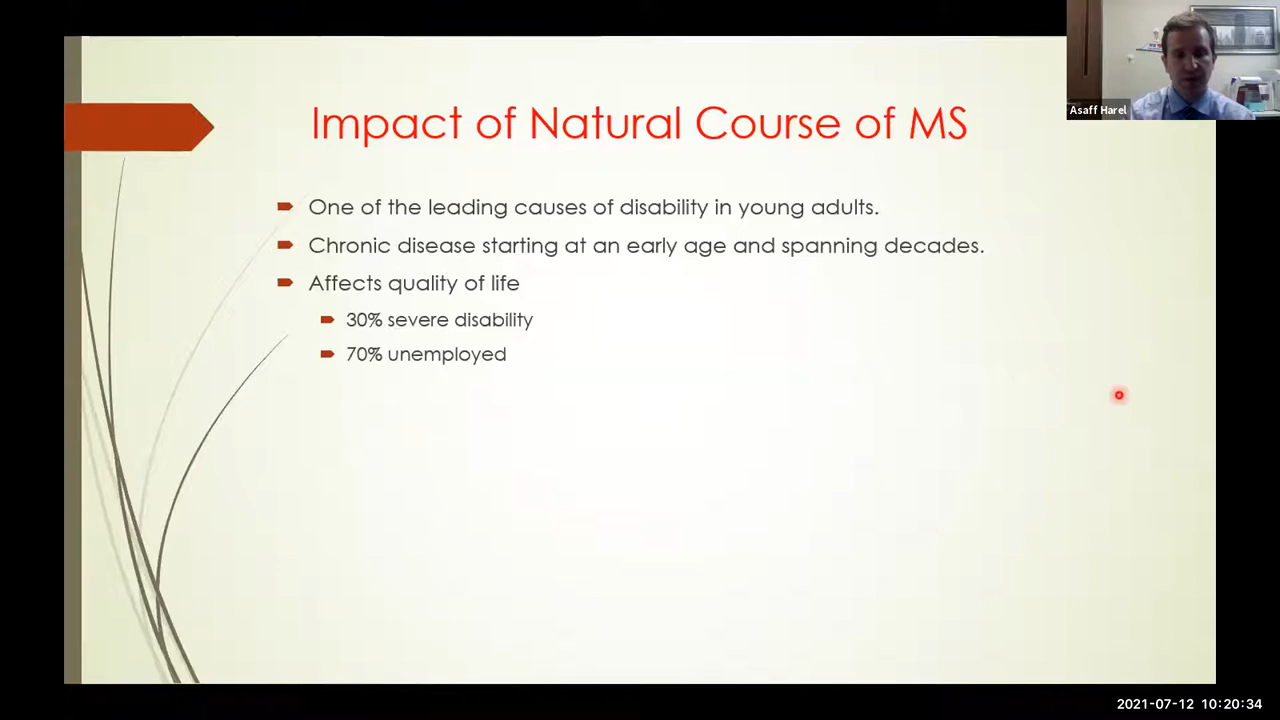 Asaff Harel
Impact of Natural Course of MS
One of the leading causes of disability in young adults.
Chronic disease starting at an early age and spanning decades.
Affects quality of life
30% severe disability
70% unemployed
2021-07-12 10:20:34